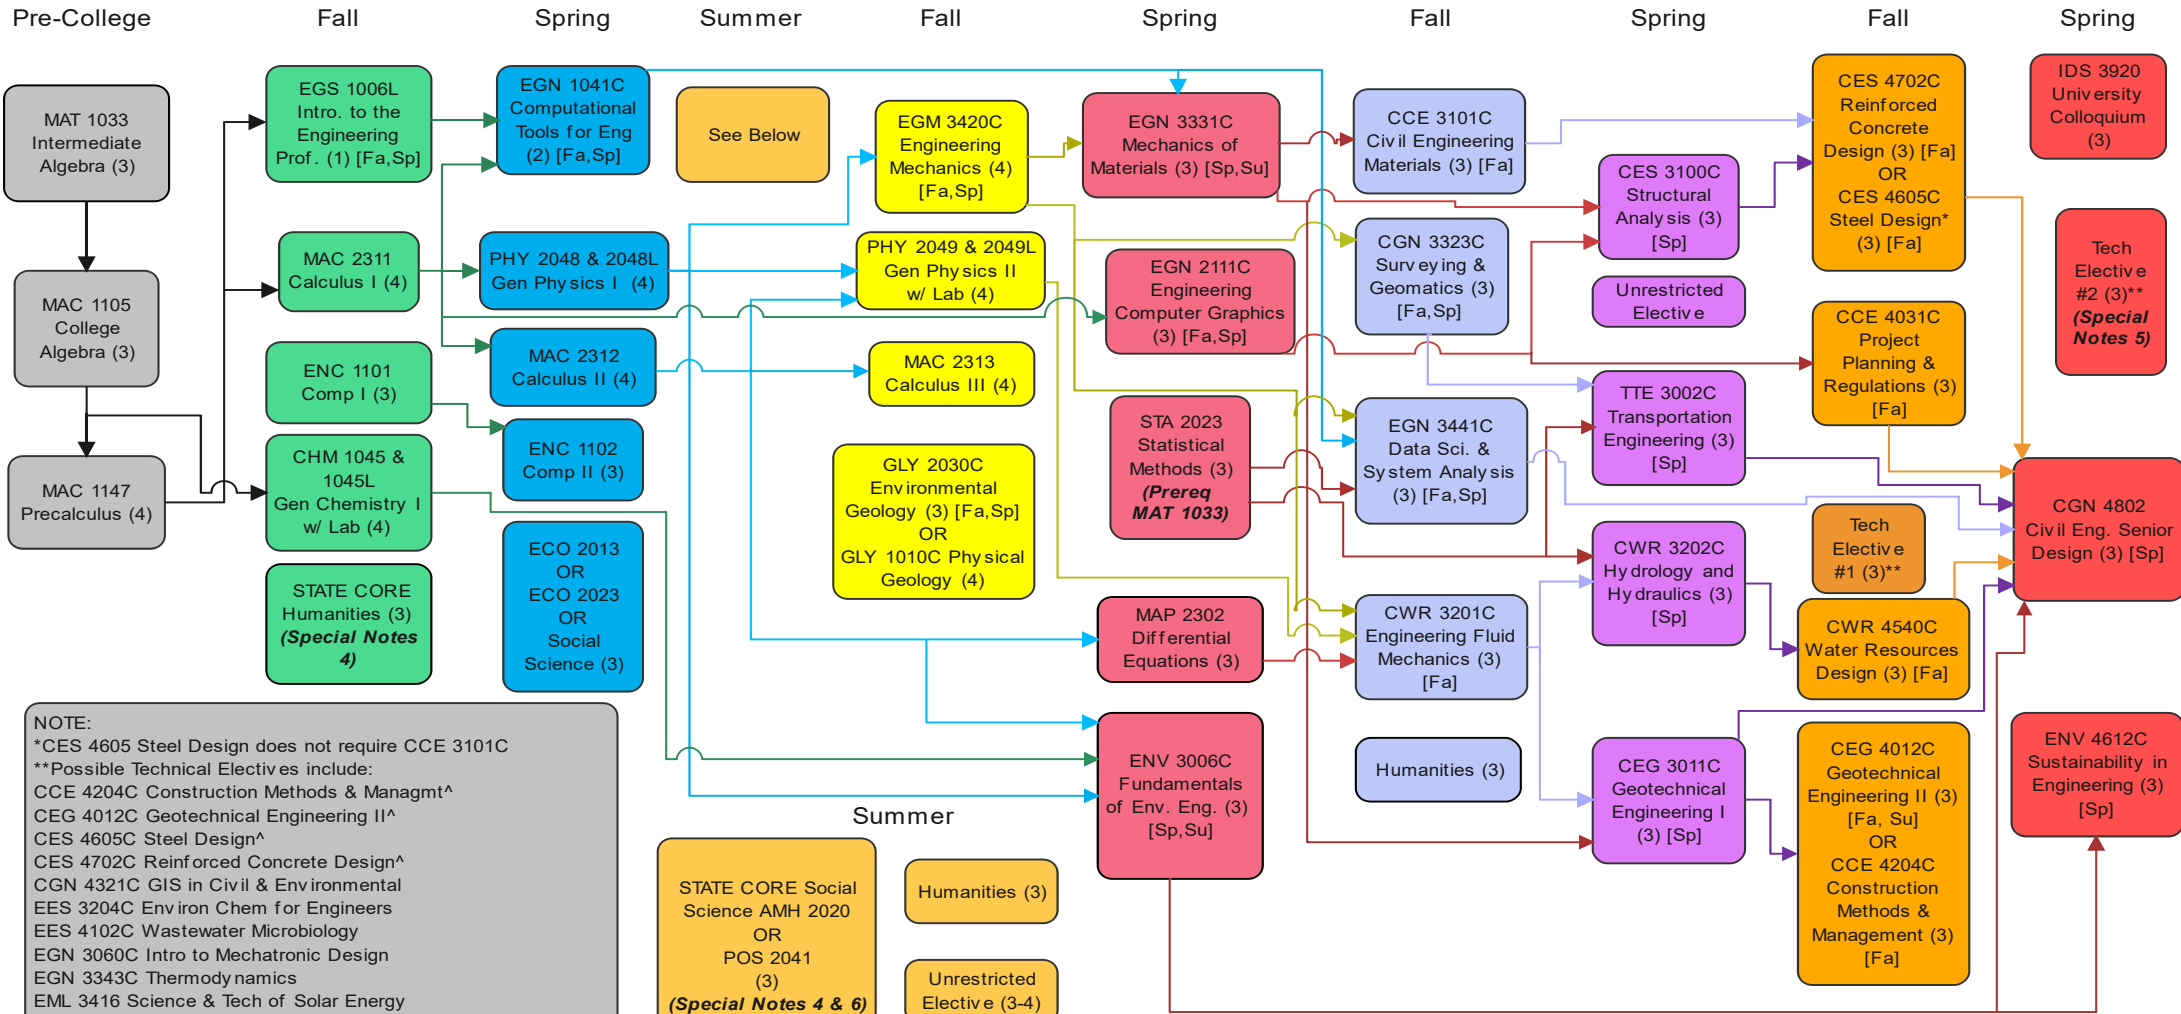 Pre-College
Fall
Spring
Summer
Fall
Spring
Fall
Spring
Fall
Spring
MAT 1033
Intermediate
Algebra (3)
MAC 1105
College
Algebra (3)
MAC 1147
Precalculus (4)
EGS 1006L
Intro. to the
Engineering
Prof. (1) [Fa,Sp]
MAC 2311
Calculus I (4)
ENC 1101
Comp I (3)
CHM 1045 &
1045L
Gen Chemistry I
w/ Lab (4)
STATE CORE
Humanities (3)
(Special Notes
4)
EGN 1041C
Computational
Tools for Eng
(2) [Fa,Sp]
PHY 2048 & 2048L
Gen Physics I (4)
MAC 2312
Calculus II (4)
ENC 1102
Comp II (3)
ECO 2013
OR
ECO 2023
OR
Social
Science (3)
See Below
EGM 3420C
Engineering
Mechanics (4)
[Fa,Sp]
PHY 2049 & 2049L
Gen Physics II
w/ Lab (4)
MAC 2313
Calculus III (4)
GLY 2030C
Environmental
Geology (3) [Fa,Sp]
OR
GLY 1010C Physical
Geology (4)
EGN 3331C
Mechanics of
Materials (3) [Sp,Su]
EGN 2111C
Engineering
Computer Graphics
(3) [Fa,Sp]
STA 2023
Statistical
Methods (3)
(Prereq
MAT 1033)
MAP 2302
Differential
Equations (3)
ENV 3006C
Fundamentals
of Env. Eng. (3)
[Sp,Su]
CCE 3101C
Civil Engineering
Materials (3) [Fa]
CGN 3323C
Surveying &
Geomatics (3)
[Fa,Sp]
EGN 3441C
Data Sci. &
System Analysis
(3) [Fa,Sp]
CWR 3201C
Engineering Fluid
Mechanics (3)
[Fa]
Humanities (3)
CES 3100C
Structural
Analysis (3)
[Sp]
Unrestricted
Elective
TTE 3002C
Transportation
Engineering (3)
[Sp]
CWR 3202C
Hydrology and
Hydraulics (3)
[Sp]
CEG 3011C
Geotechnical
Engineering I
(3) [Sp]
CES 4702C
Reinforced
Concrete
Design (3) [Fa]
OR
CES 4605C
Steel Design*
(3) [Fa]
CCE 4031C
Project
Planning &
Regulations (3)
[Fa]
Tech
Elective
#1 (3)**
CWR 4540C
Water Resources
Design (3) [Fa]
CEG 4012C
Geotechnical
Engineering II (3)
[Fa, Su]
OR
CCE 4204C
Construction
Methods &
Management (3)
[Fa]
IDS 3920
University
Colloquium
(3)
Tech
Elective
#2 (3)**
(Special
Notes 5)
CGN 4802
Civil Eng. Senior
Design (3) [Sp]
ENV 4612C
Sustainability in
Engineering (3)
[Sp]
NOTE:
*CES 4605 Steel Design does not require CCE 3101C
**Possible Technical Electives include:
CCE 4204C Construction Methods & Managmt^
CEG 4012C Geotechnical Engineering II^
CES 4605C Steel Design^
CES 4702C Reinforced Concrete Design^
CGN 4321C GIS in Civil & Environmental
EES 3204C Environ Chem for Engineers
EES 4102C Wastewater Microbiology
EGN 3060C Intro to Mechatronic Design
EGN 3343C Thermodynamics
EML 3416 Science & Tech of Solar Energy
Summer
STATE CORE Social
Science AMH 2020
OR
POS 2041
(3)
(Special Notes 4 & 6)
Humanities (3)
Unrestricted
Elective (3-4)